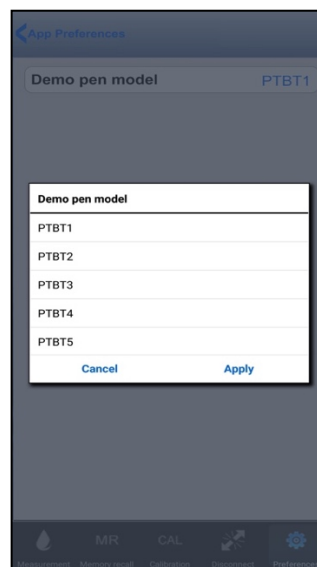 App Preferences
Demo pen model PTBT1
Demo pen model
PTBT1
PTBT2
PTBT3
PTBT4
PTBT5
Cancel Apply
MR CAL
Measurement Memory recall Calibration Disconnect Preferences